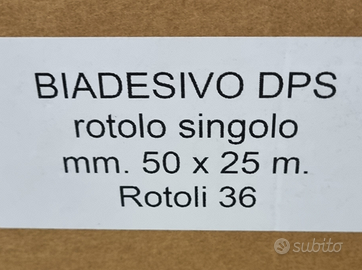 BIADESIVO DPS
rotolo singolo
mm. 50 x 25 m.
Rotoli 36
subito